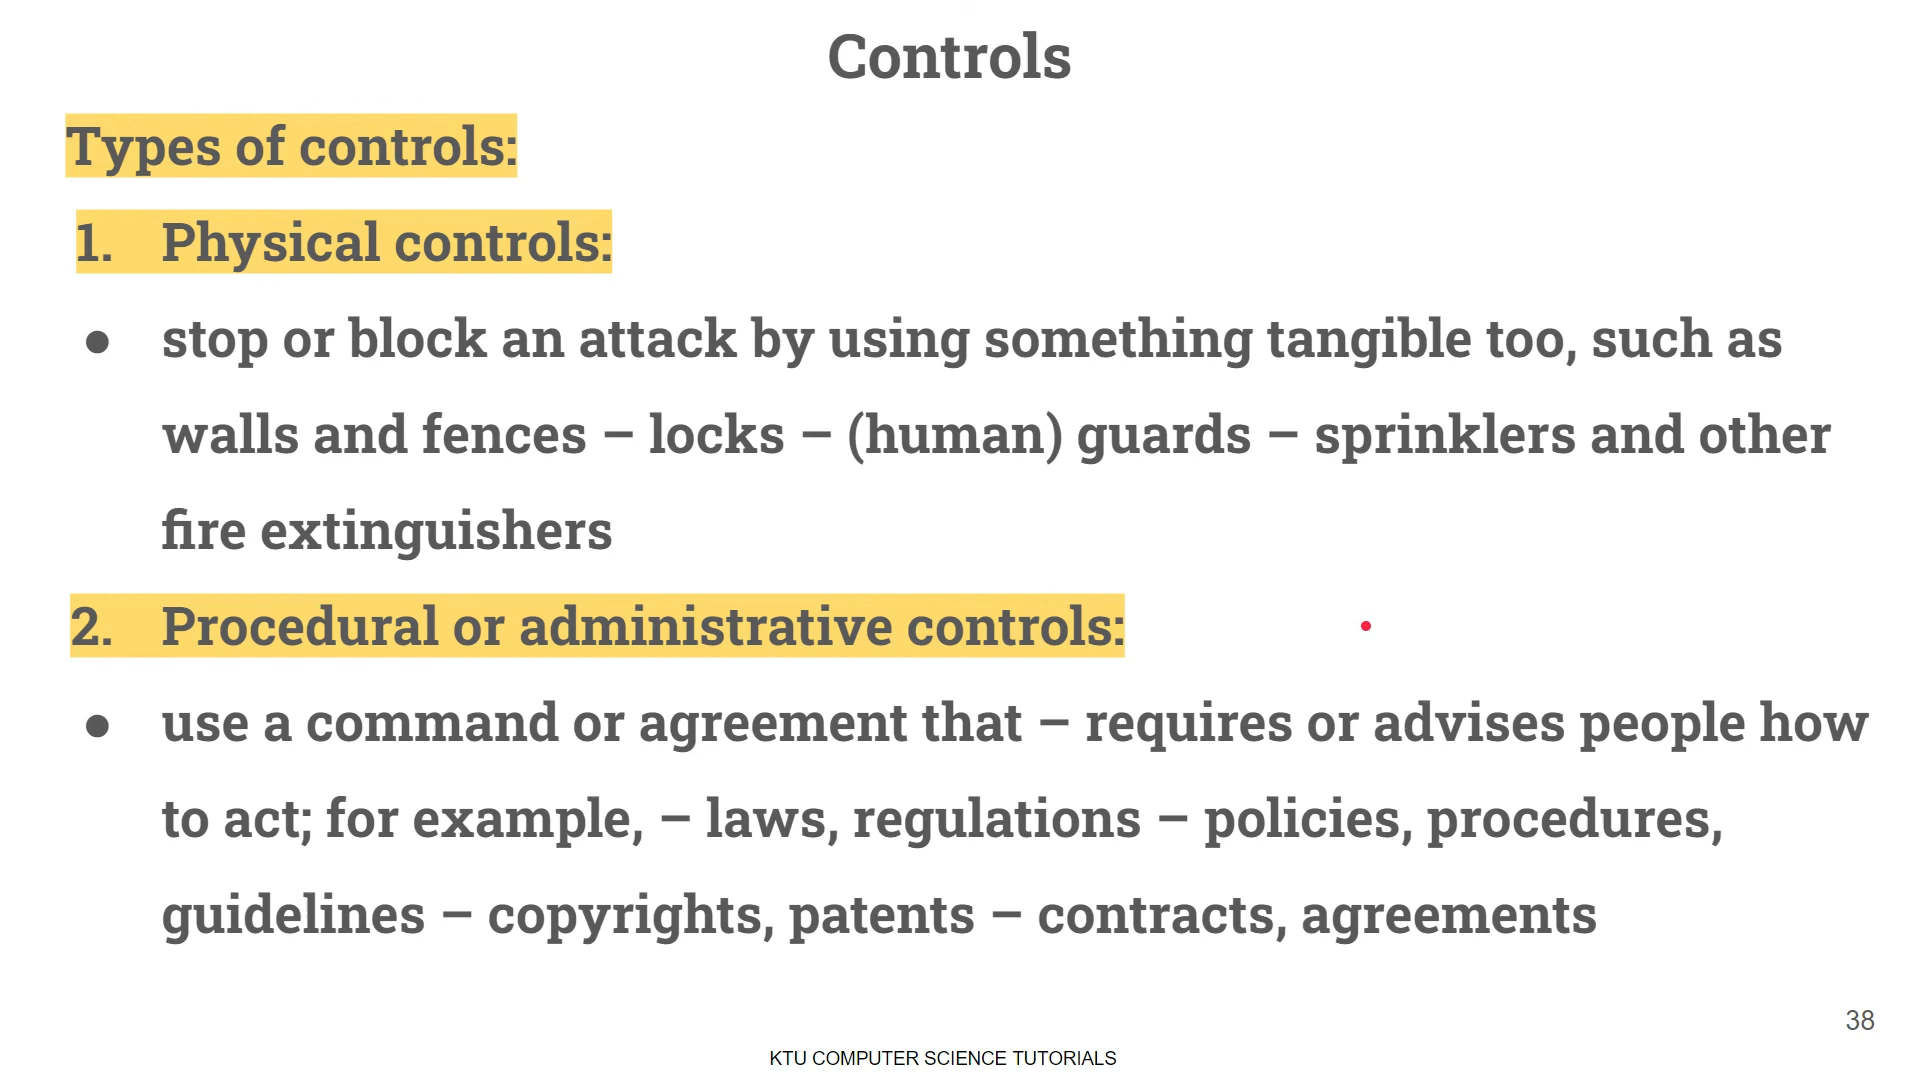 Controls
Types of controls:
1. Physical controls:
● stop or block an attack by using something tangible too, such as
walls and fences – locks – (human) guards – sprinklers and other
fire extinguishers
2. Procedural or administrative controls:
● use a command or agreement that – requires or advises people how
to act; for example, – laws, regulations – policies, procedures,
guidelines – copyrights, patents – contracts, agreements
38
KTU COMPUTER SCIENCE TUTORIALS